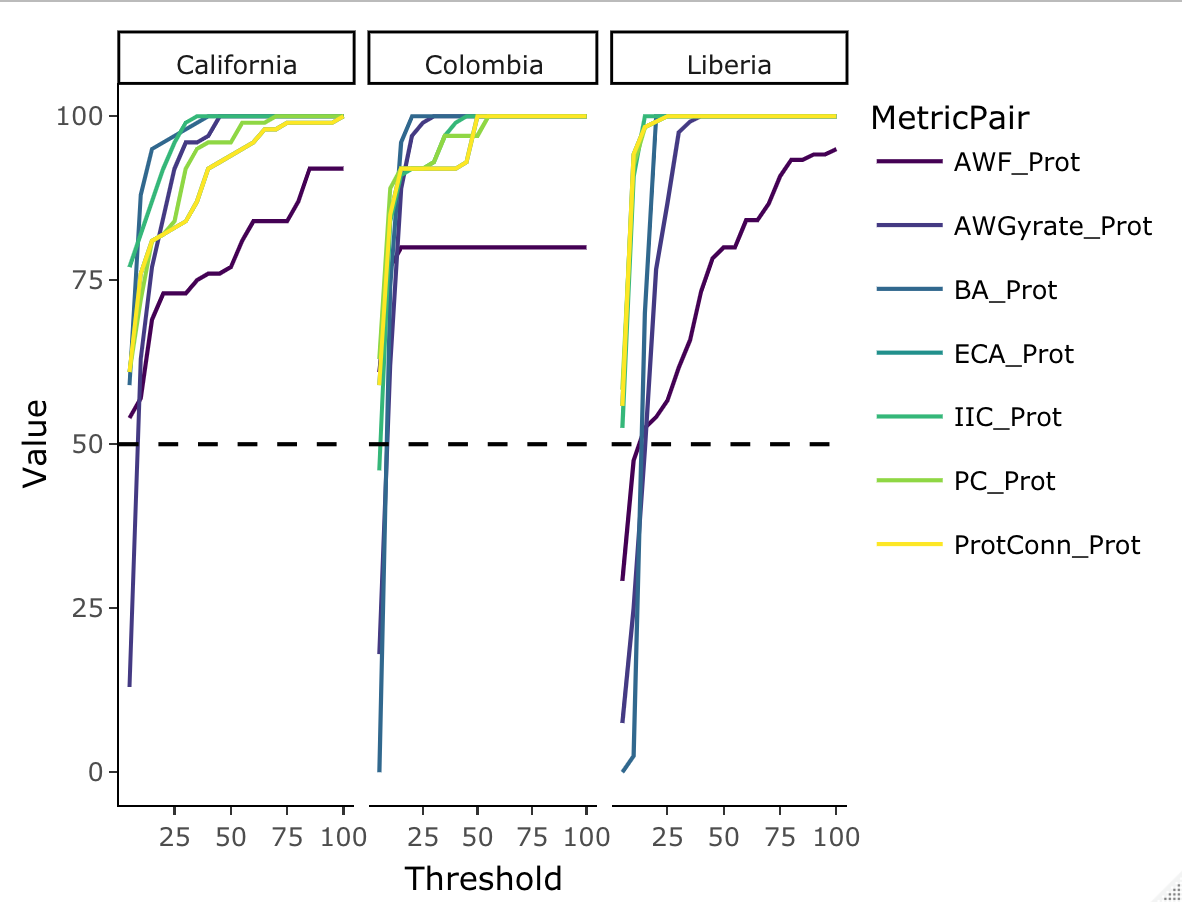 California Colombia Liberia
100
75
50
25
0
Value
25 50 75 100 25 50 75 100 25 50 75 100
Threshold
MetricPair
AWF_Prot
AWGyrate_Prot
BA_Prot
ECA_Prot
IIC_Prot
PC_Prot
ProtConn_Prot